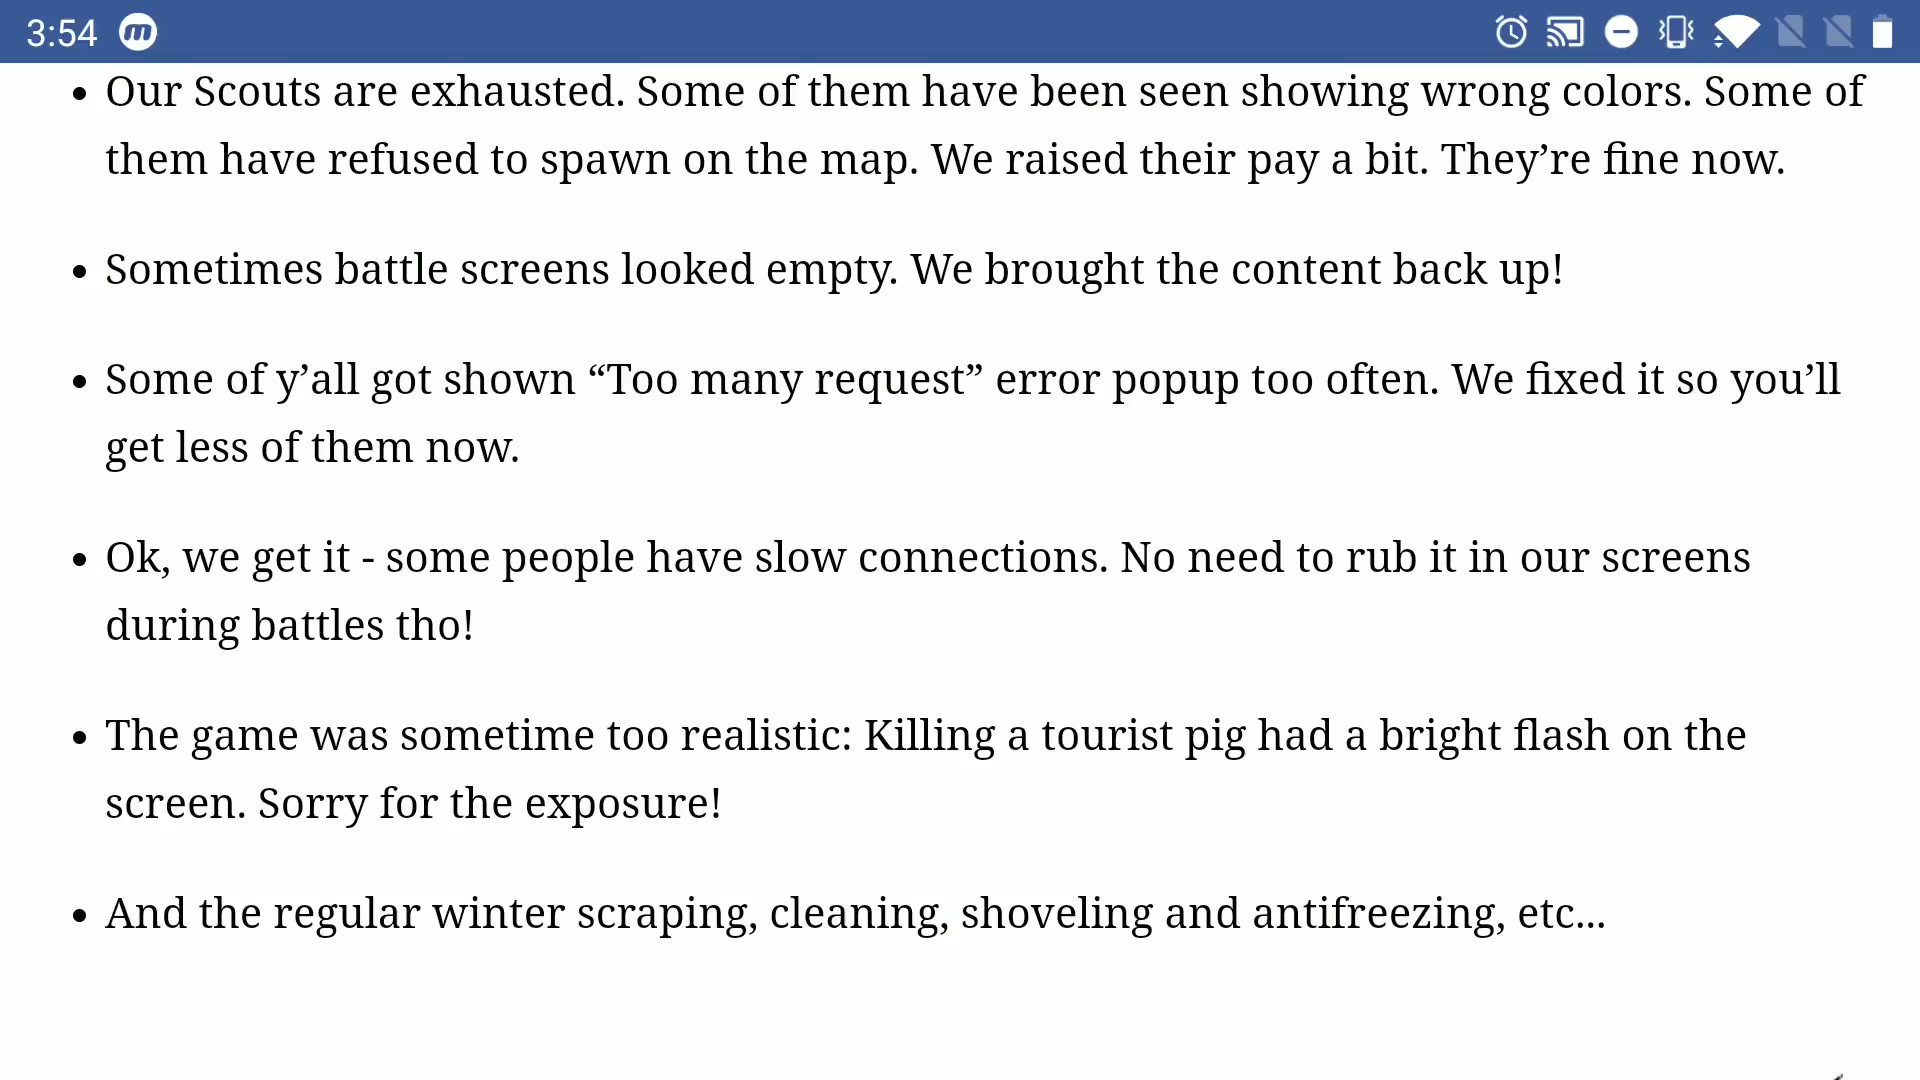 3:54
• Our Scouts are exhausted. Some of them have been seen showing wrong colors. Some of
them have refused to spawn on the map. We raised their pay a bit. They’re fine now.
• Sometimes battle screens looked empty. We brought the content back up!
• Some of y’all got shown “Too many request” error popup too often. We fixed it so you’ll
get less of them now.
• Ok, we get it - some people have slow connections. No need to rub it in our screens
during battles tho!
• The game was sometime too realistic: Killing a tourist pig had a bright flash on the
screen. Sorry for the exposure!
• And the regular winter scraping, cleaning, shoveling and antifreezing, etc...